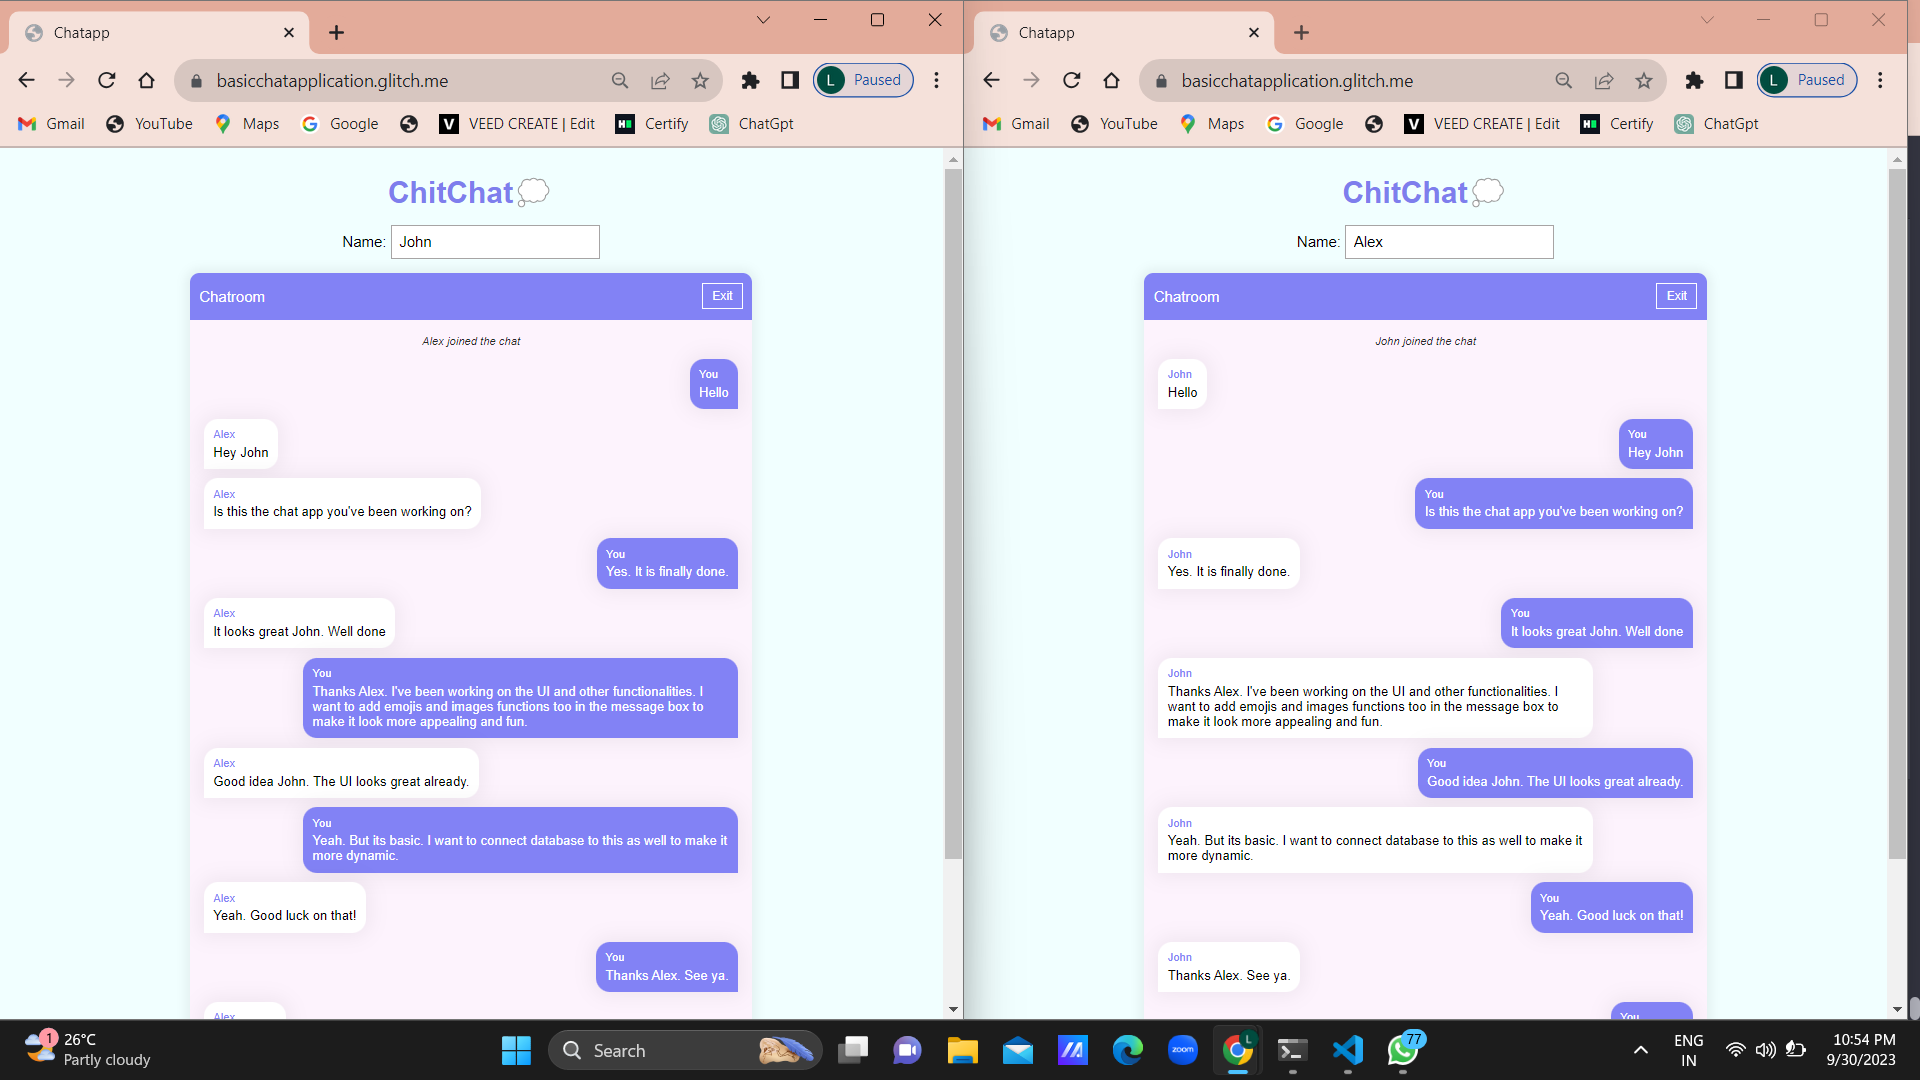 Chatapp
basicchatapplication.glitch.me
L Paused
Gmail YouTube Maps Google VEED CREATE | Edit Certify ChatGpt
ChitChat
Name: John
Chatroom Exit
Alex joined the chat
You
Hello
Alex
Hey John
Alex
Is this the chat app you've been working on?
You
Yes. It is finally done.
Alex
It looks great John. Well done
You
Thanks Alex. I've been working on the UI and other functionalities. I
want to add emojis and images functions too in the message box to
make it look more appealing and fun.
Alex
Good idea John. The UI looks great already.
You
Yeah. But its basic. I want to connect database to this as well to make it
more dynamic.
Alex
Yeah. Good luck on that!
You
Thanks Alex. See ya.
Alex
Chatapp
basicchatapplication.glitch.me
L Paused
Gmail YouTube Maps Google VEED CREATE | Edit Certify ChatGpt
ChitChat
Name: Alex
Chatroom Exit
John joined the chat
John
Hello
You
Hey John
You
Is this the chat app you've been working on?
John
Yes. It is finally done.
You
It looks great John. Well done
John
Thanks Alex. I've been working on the UI and other functionalities. I
want to add emojis and images functions too in the message box to
make it look more appealing and fun.
You
Good idea John. The UI looks great already.
John
Yeah. But its basic. I want to connect database to this as well to make it
more dynamic.
You
Yeah. Good luck on that!
John
Thanks Alex. See ya.
You
1
26°C
Partly cloudy
Search
zoom
L
77
ENG
IN
10:54 PM
9/30/2023